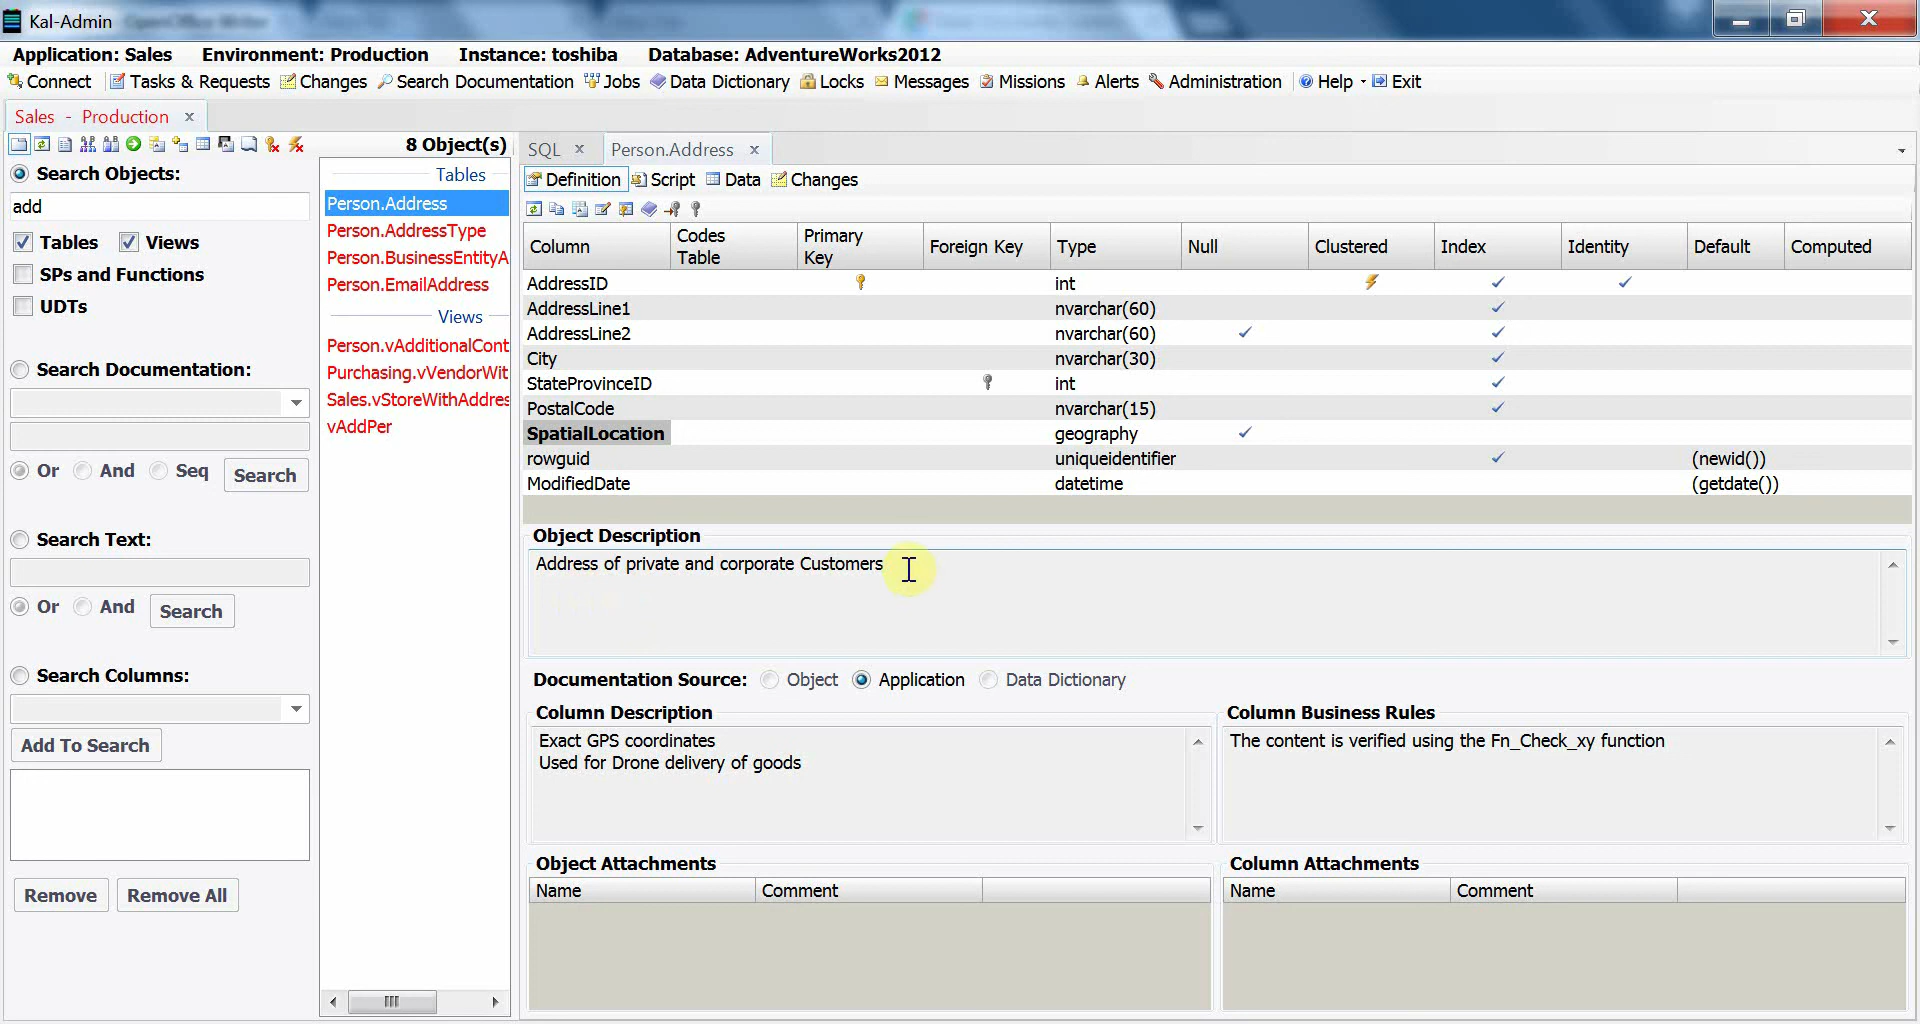 Kal-Admin OpenOffice Writer
Application: Sales Environment: Production Instance: toshiba Database: AdventureWorks2012
Connect Tasks & Requests Changes Search Documentation Jobs Data Dictionary Locks Messages Missions Alerts Administration Help Exit
Sales - Production
8 Object(s)
Search Objects:
add
Tables Views
SPs and Functions
UDTs
Search Documentation:
Or And Seq Search
Search Text:
Or And Search
Search Columns:
Add To Search
Remove Remove All
Tables
Person.Address
Person.AddressType
Person.BusinessEntityA
Person.EmailAddress
Views
Person.vAdditionalCont
Purchasing.vVendorWit
Sales.vStoreWithAddres
vAddPer
SQL Person.Address
Definition Script Data Changes
Column Codes Table Primary Key Foreign Key Type Null Clustered Index Identity Default Computed
AddressID int
AddressLine1 nvarchar(60)
AddressLine2 nvarchar(60)
City nvarchar(30)
StateProvinceID int
PostalCode nvarchar(15)
SpatialLocation geography
rowguid uniqueidentifier (newid())
ModifiedDate datetime (getdate())
Object Description
Address of private and corporate Customers
Documentation Source: Object Application Data Dictionary
Column Description
Exact GPS coordinates
Used for Drone delivery of goods
Column Business Rules
The content is verified using the Fn_Check_xy function
Object Attachments
Name Comment
Column Attachments
Name Comment